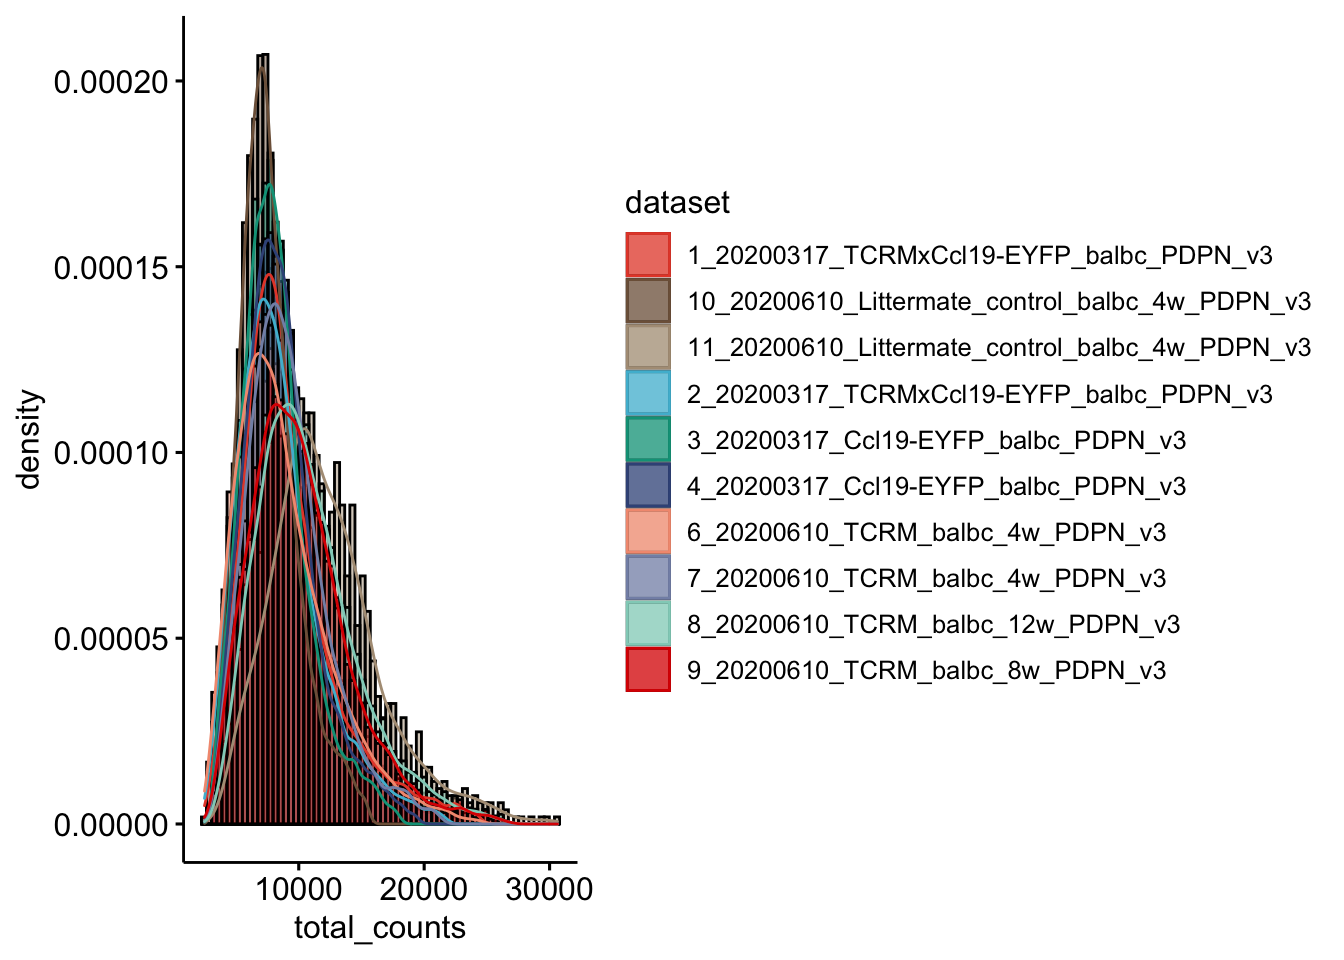 0.00020
0.00015
0.00010
0.00005
0.00000
density
10000 20000 30000
total_counts
dataset
1_20200317_TCRMxCcl19-EYFP_balbc_PDPN_v3
10_20200610_Littermate_control_balbc_4w_PDPN_v3
11_20200610_Littermate_control_balbc_4w_PDPN_v3
2_20200317_TCRMxCcl19-EYFP_balbc_PDPN_v3
3_20200317_Ccl19-EYFP_balbc_PDPN_v3
4_20200317_Ccl19-EYFP_balbc_PDPN_v3
6_20200610_TCRM_balbc_4w_PDPN_v3
7_20200610_TCRM_balbc_4w_PDPN_v3
8_20200610_TCRM_balbc_12w_PDPN_v3
9_20200610_TCRM_balbc_8w_PDPN_v3